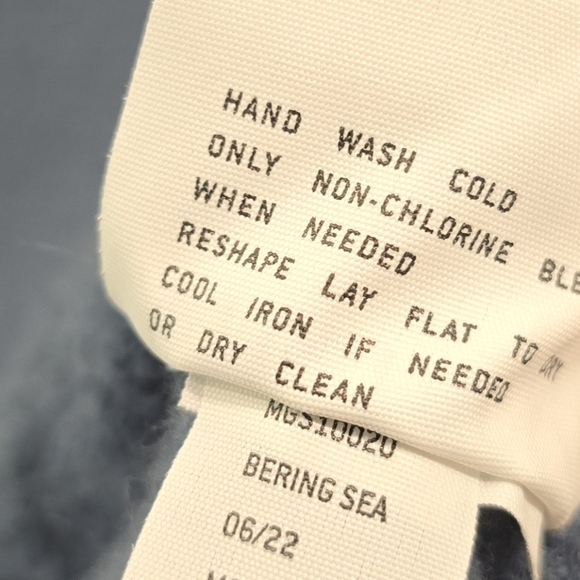 HAND WASH COLD
ONLY NON-CHLORINE BLE
WHEN NEEDED
RESHAPE LAY FLAT TO DRY
COOL IRON IF NEEDED
OR DRY CLEAN
MGS10020
BERING SEA
06/22